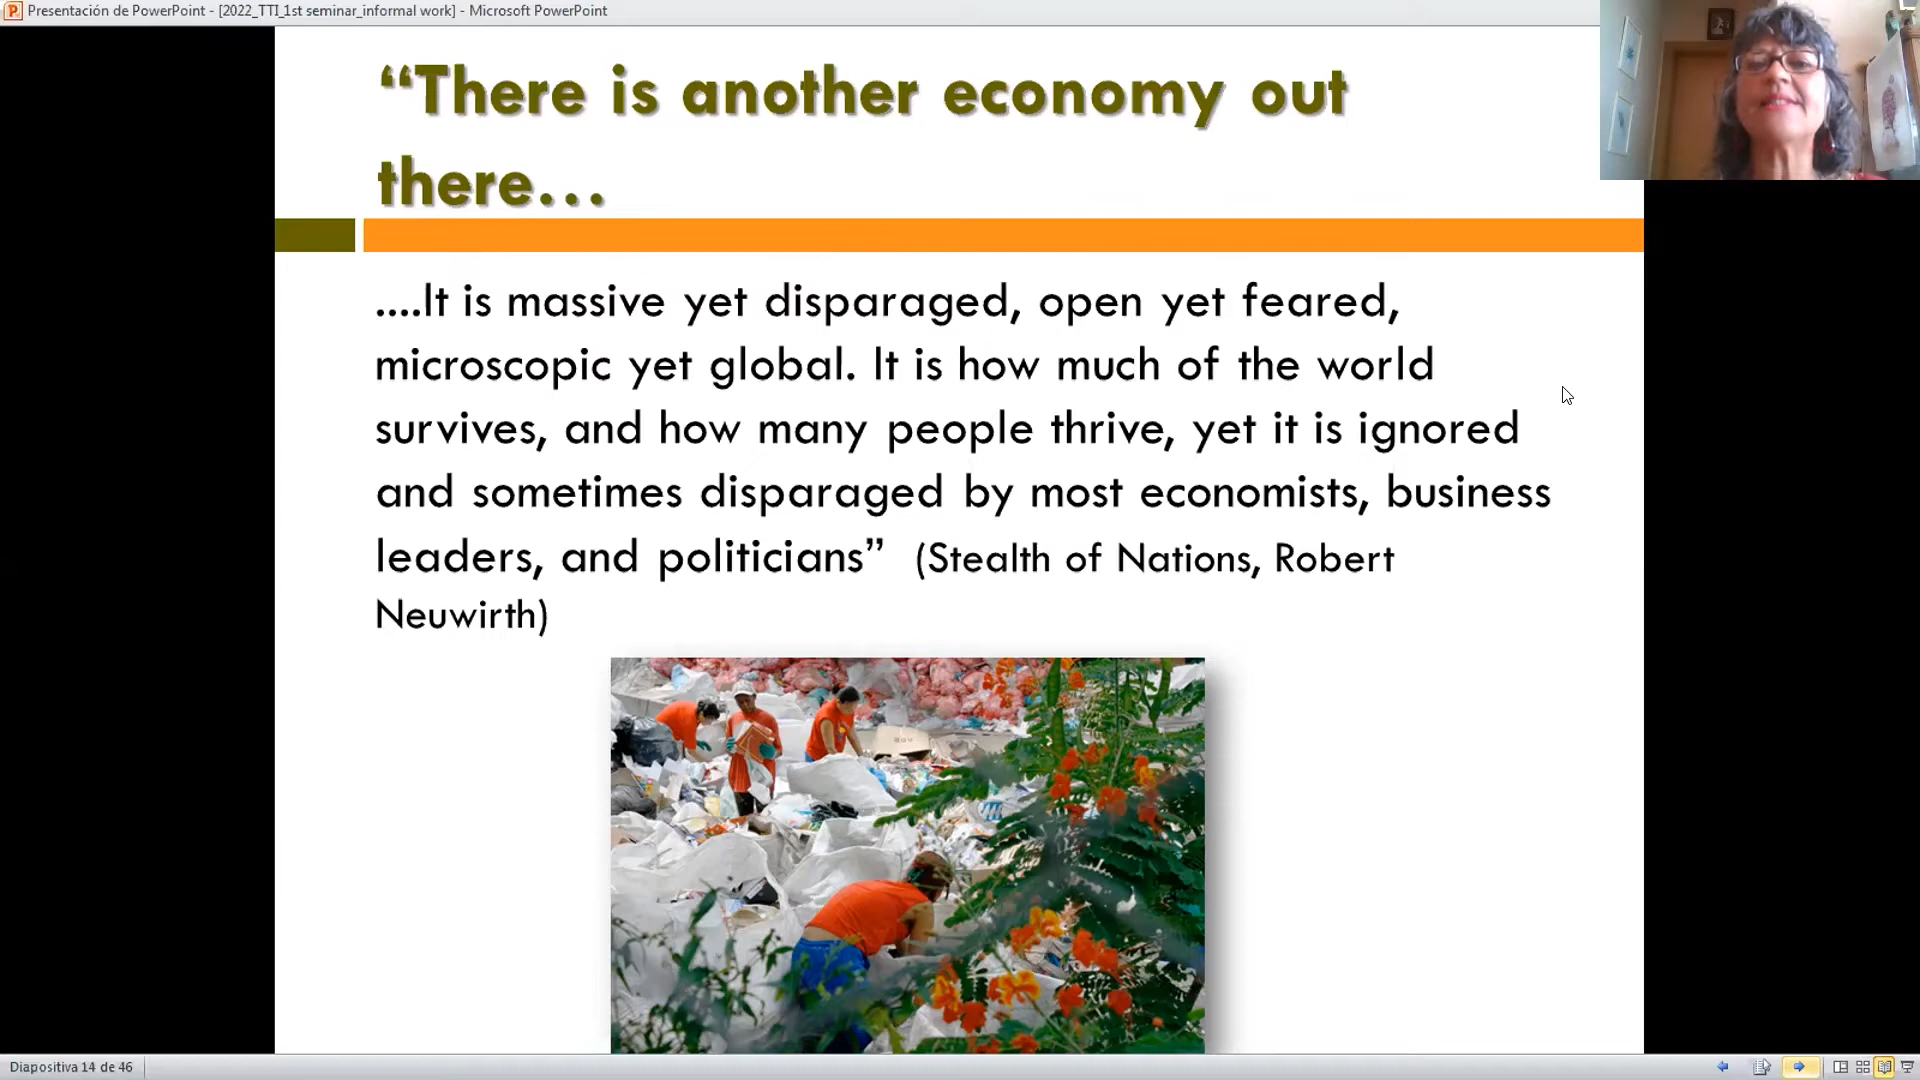 Presentación de PowerPoint - [2022_TTI_1st seminar_informal work] - Microsoft PowerPoint
“There is another economy out
there...
....It is massive yet disparaged, open yet feared,
microscopic yet global. It is how much of the world
survives, and how many people thrive, yet it is ignored
and sometimes disparaged by most economists, business
leaders, and politicians” (Stealth of Nations, Robert
Neuwirth)
Diapositiva 14 de 46